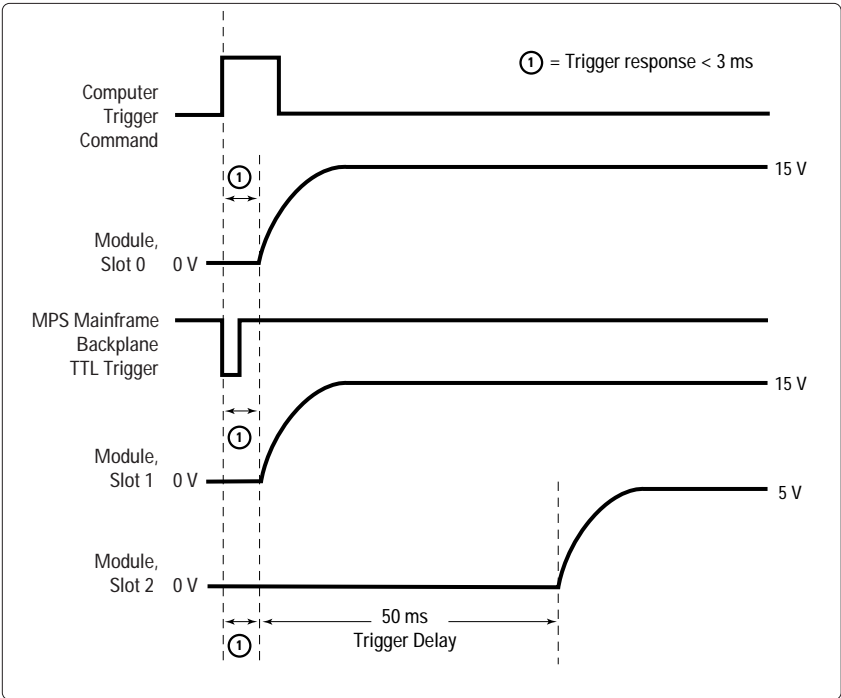 ① = Trigger response < 3 ms
Computer
Trigger
Command
①
15 V
Module,
Slot 0 0 V
MPS Mainframe
Backplane
TTL Trigger
15 V
①
Module,
Slot 1 0 V
5 V
Module,
Slot 2 0 V
50 ms
Trigger Delay
①